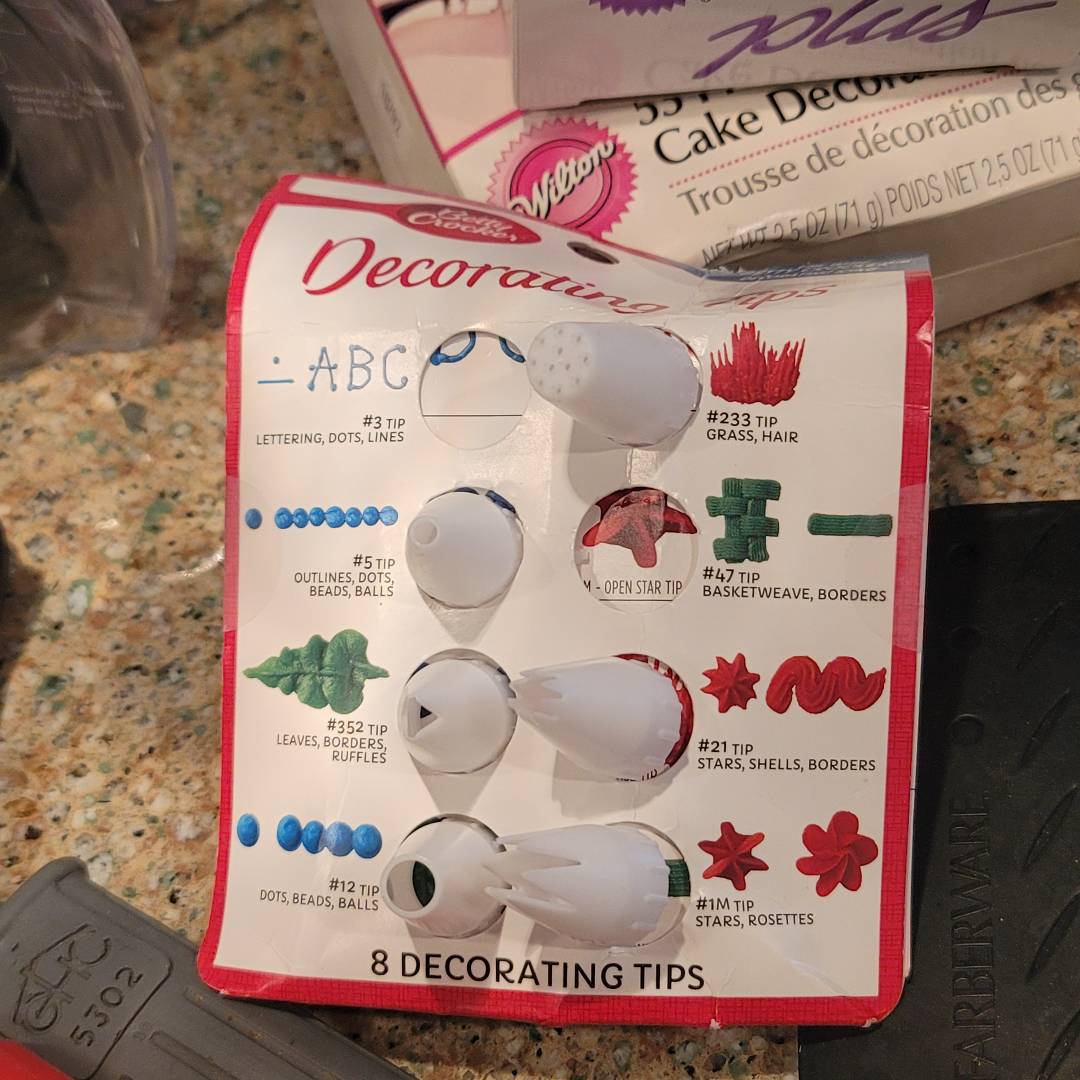 plus
Cake Decora
Trousse de décoration des
Wilton
NET WT 2.5 OZ (71 g) POIDS NET 2,5 OZ (71 g
Betty
Crocker
Decorating Tips
ABC
#3 TIP
LETTERING, DOTS, LINES
#233 TIP
GRASS, HAIR
#5 TIP
OUTLINES, DOTS,
BEADS, BALLS
M - OPEN STAR TIP
#47 TIP
BASKETWEAVE, BORDERS
#352 TIP
LEAVES, BORDERS,
RUFFLES
#21 TIP
STARS, SHELLS, BORDERS
#12 TIP
DOTS, BEADS, BALLS
#1M TIP
STARS, ROSETTES
8 DECORATING TIPS
GLC
5302
FARBERWARE